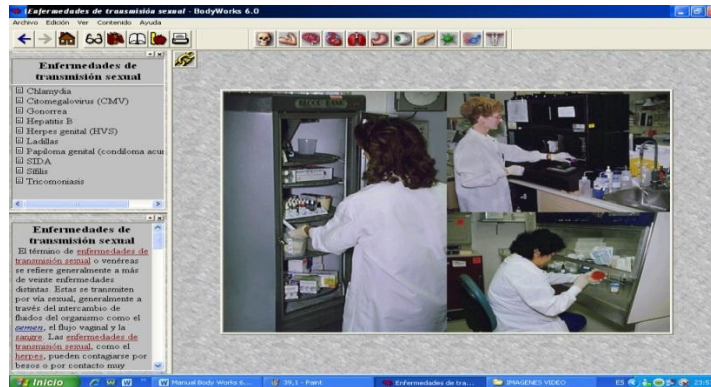 Enfermedades de transmisión sexual - BodyWorks 6.0
Archivo Edición Ver Contenido Ayuda
Enfermedades de
transmisión sexual
Chlamydia
Citomegalovirus (CMV)
Gonorrea
Hepatitis B
Herpes genital (HVS)
Ladillas
Papiloma genital (condiloma acu
SIDA
Sífilis
Tricomoniasis
Enfermedades de
transmisión sexual
El término de enfermedades de
transmisión sexual o venéreas
se refiere generalmente a más
de veinte enfermedades
distintas. Estas se transmiten
por vía sexual, generalmente a
través del intercambio de
fluidos del organismo como el
semen, el flujo vaginal y la
sangre. Las enfermedades de
transmisión sexual, como el
herpes, pueden contagiarse por
besos o por contacto muy
BLOOD BANK
Inicio
Manual Body Works 6...
39,1 - Paint
Enfermedades de tra...
IMAGENES VIDEO
ES